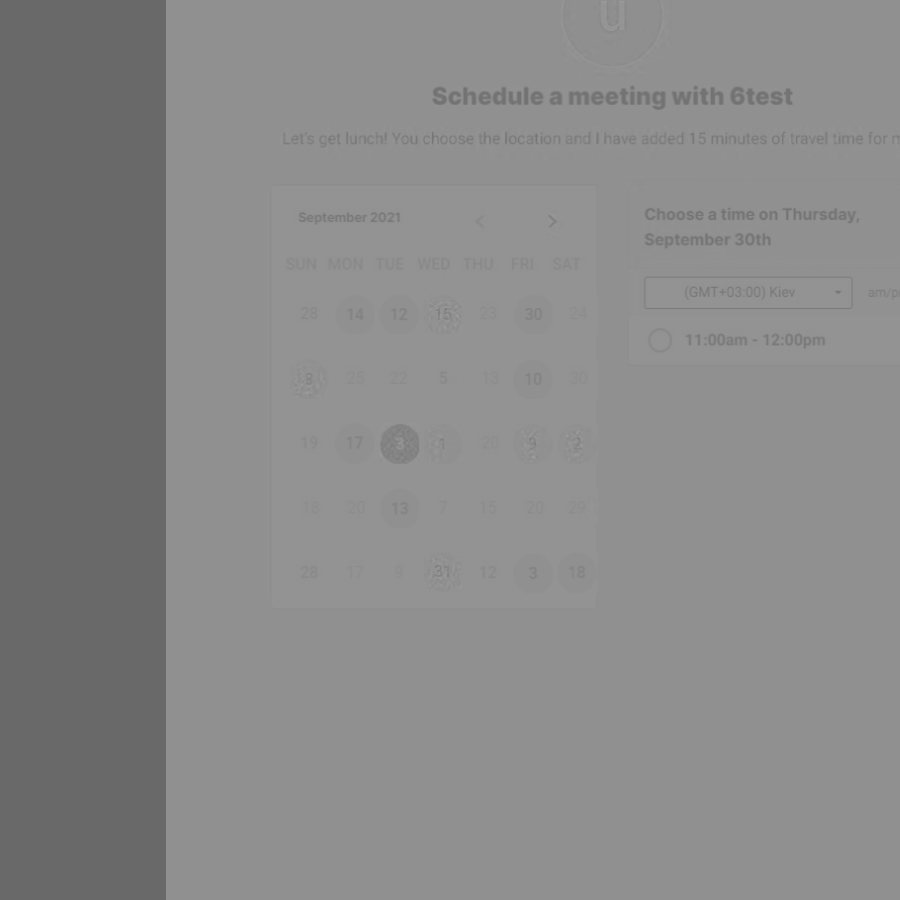 u
Schedule a meeting with 6test
Let's get lunch! You choose the location and I have added 15 minutes of travel time for
September 2021
SUN MON TUE WED THU FRI SAT
28 14 12 15 23 30 24
8 25 22 5 13 10 30
19 17 3 1 20 9 2
18 20 13 7 15 20 29
28 17 9 31 12 3 18
Choose a time on Thursday,
September 30th
(GMT+03:00) Kiev
am/
11:00am - 12:00pm